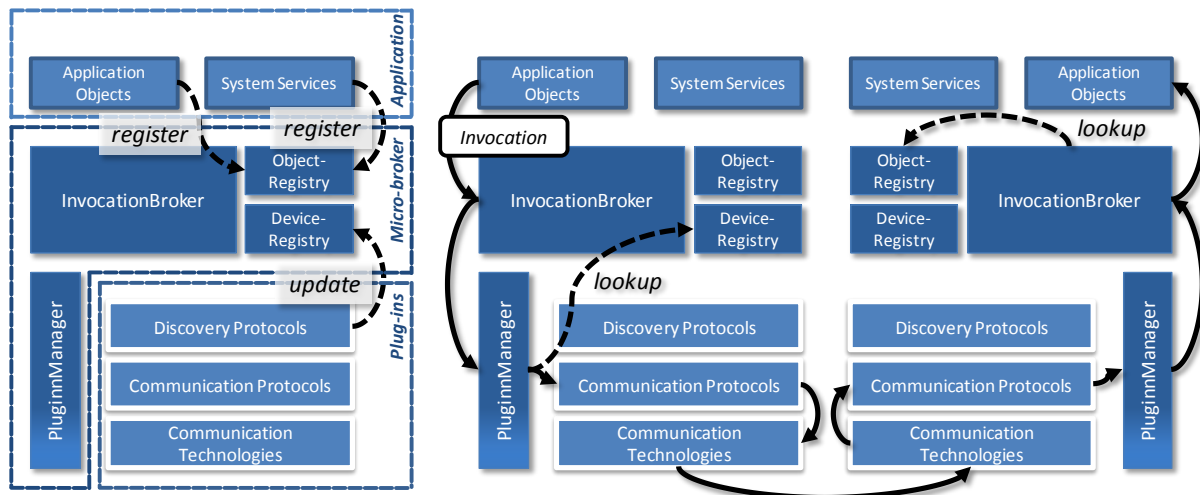 Application
Objects
System Services
Application
register
register
InvocationBroker
Object-
Registry
Device-
Registry
Micro-broker
update
PluginnManager
Discovery Protocols
Communication Protocols
Communication
Technologies
Plug-ins
Application
Objects
System Services
Invocation
InvocationBroker
Object-
Registry
Device-
Registry
lookup
PluginnManager
Discovery Protocols
Communication Protocols
Communication
Technologies
System Services
Application
Objects
lookup
Object-
Registry
Device-
Registry
InvocationBroker
Discovery Protocols
Communication Protocols
Communication
Technologies
PluginnManager